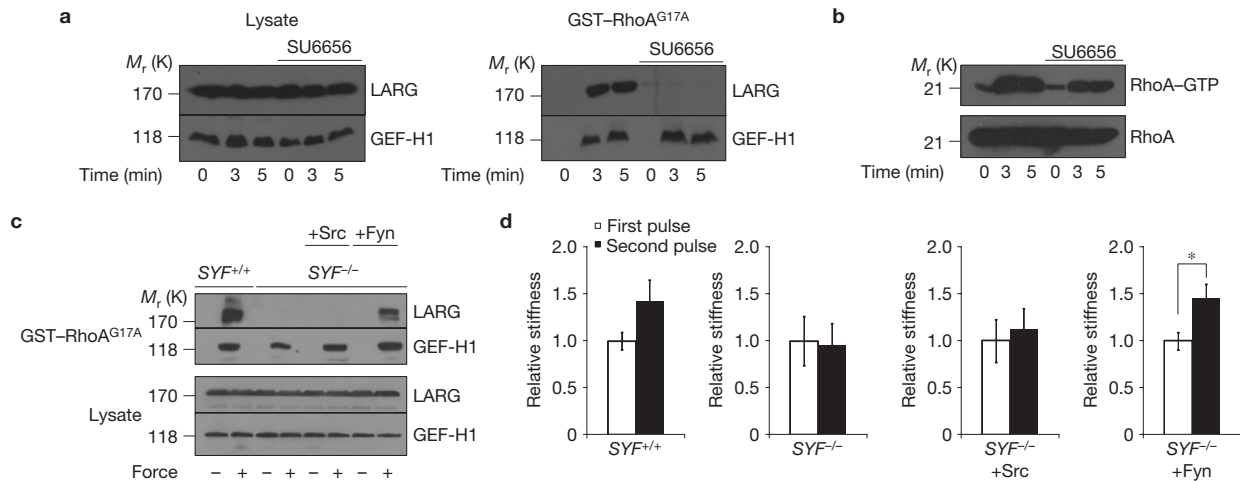 a
Lysate
SU6656
Mr (K)
170
LARG
118
GEF-H1
Time (min) 0 3 5 0 3 5
GST–RhoAG17A
SU6656
Mr (K)
170
LARG
118
GEF-H1
Time (min) 0 3 5 0 3 5
b
SU6656
Mr (K)
21
RhoA–GTP
21
RhoA
Time (min) 0 3 5 0 3 5
c
+Src +Fyn
SYF+/+ SYF–/–
Mr (K)
GST–RhoAG17A
170
LARG
118
GEF-H1
Lysate
170
LARG
118
GEF-H1
Force – + – + – + – +
d
First pulse
Second pulse
Relative stiffness
2.0
1.5
1.0
0.5
0
SYF+/+
Relative stiffness
2.0
1.5
1.0
0.5
0
SYF–/–
Relative stiffness
2.0
1.5
1.0
0.5
0
SYF–/–
+Src
Relative stiffness
2.0
1.5
1.0
0.5
0
*
SYF–/–
+Fyn